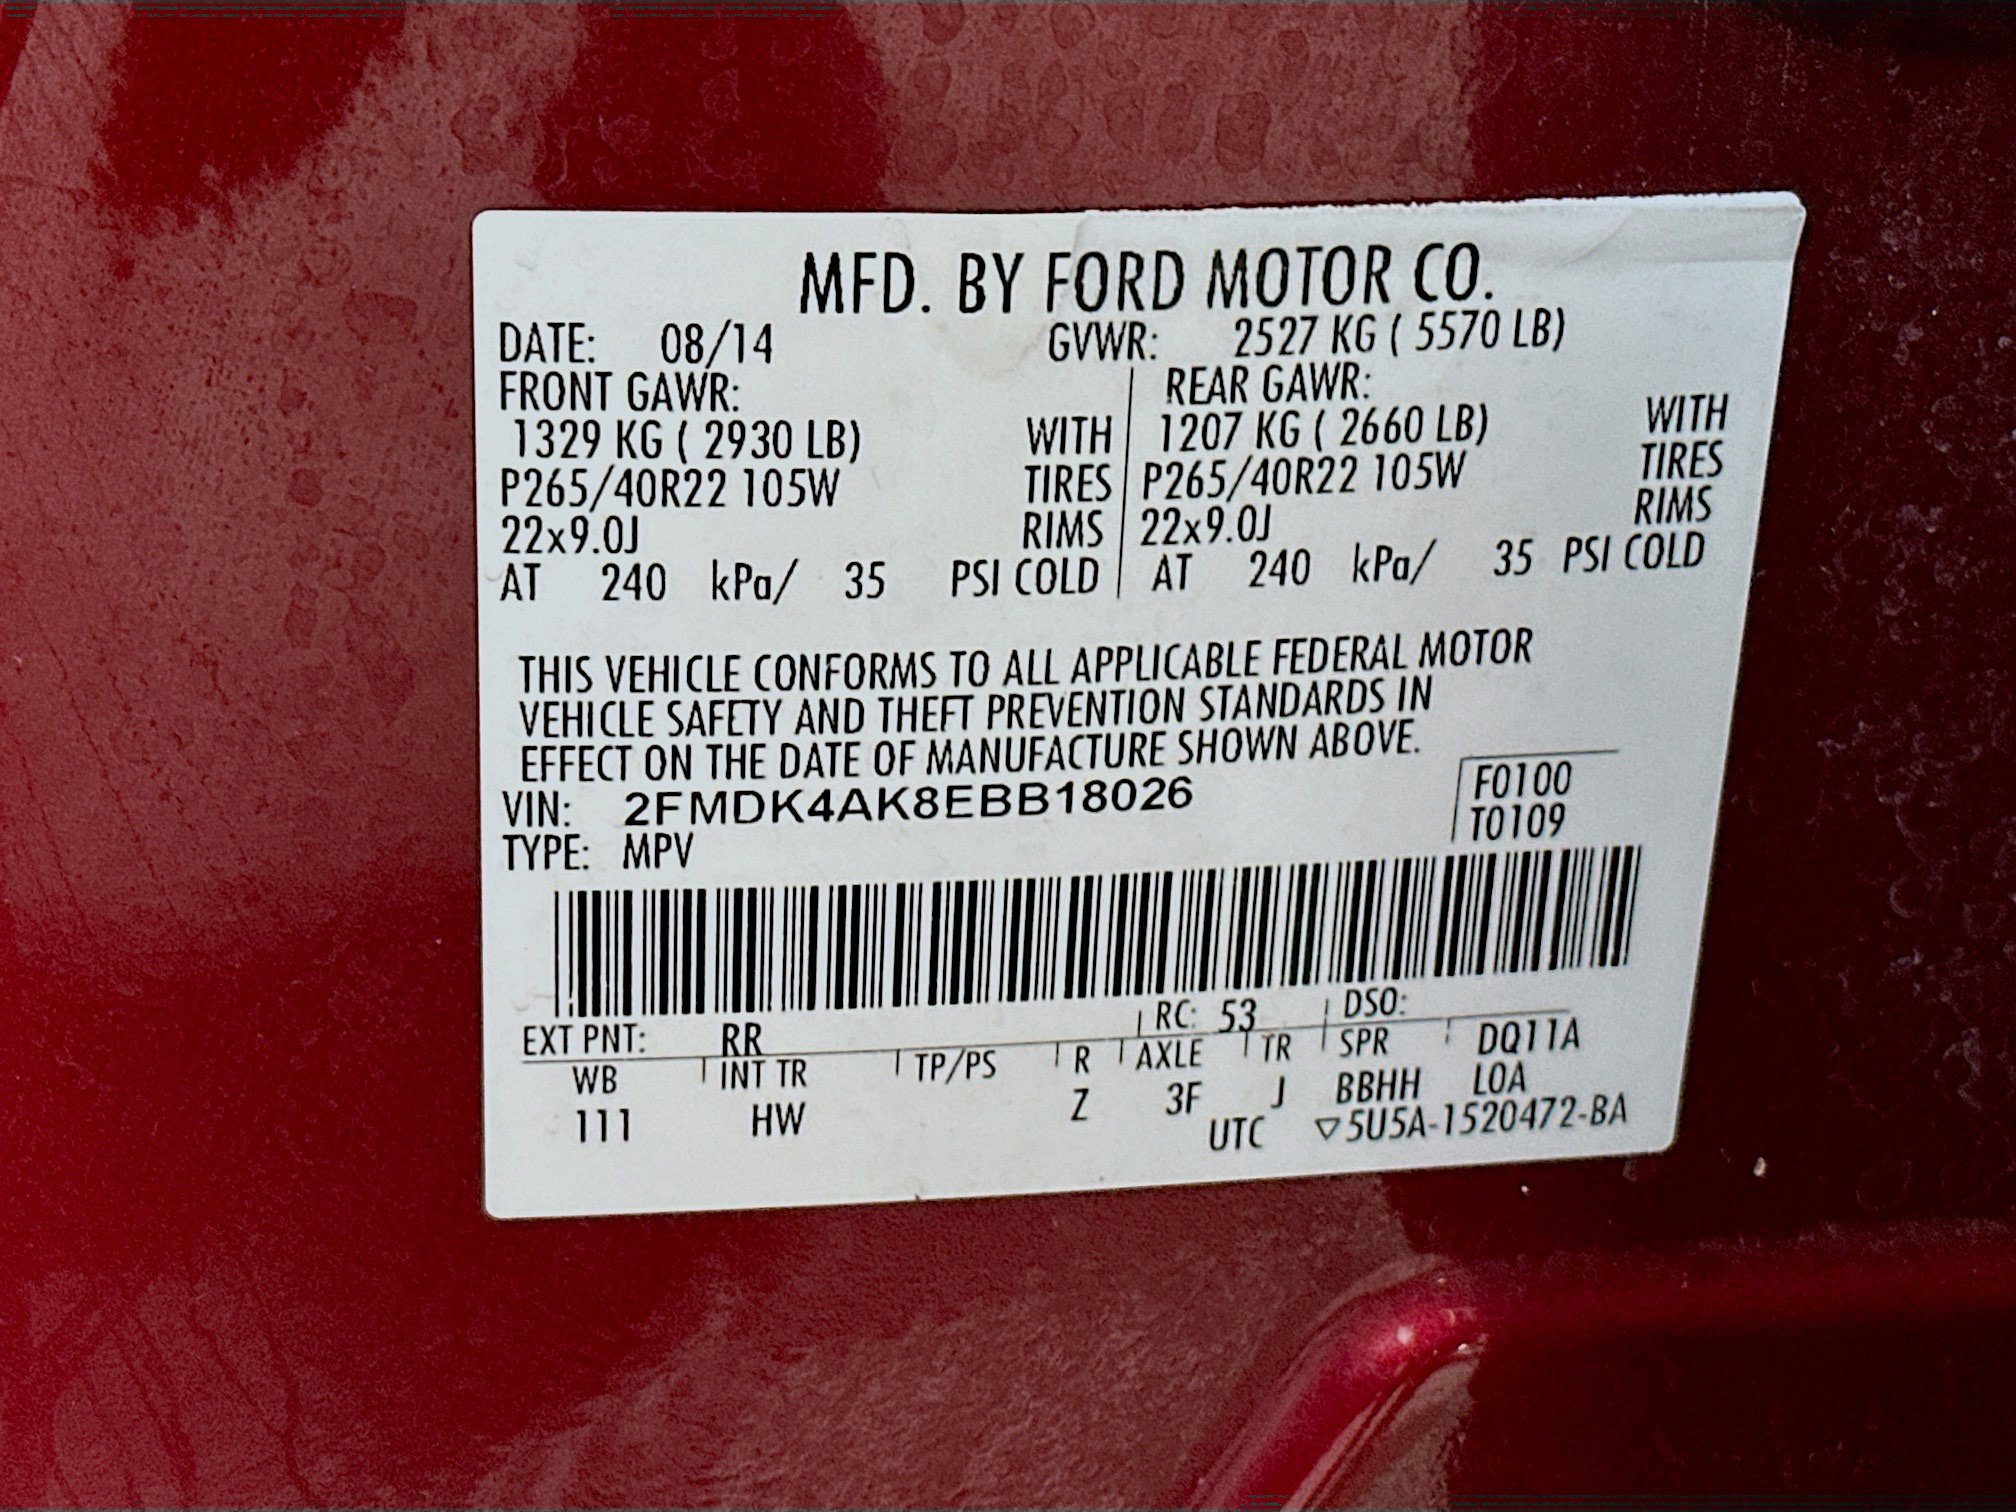 MFD. BY FORD MOTOR CO.
DATE: 08/14 GVWR: 2527 KG ( 5570 LB)
FRONT GAWR: REAR GAWR:
1329 KG ( 2930 LB) WITH 1207 KG ( 2660 LB) WITH
P265/40R22 105W TIRES P265/40R22 105W TIRES
22x9.0J RIMS 22x9.0J RIMS
AT 240 kPa/ 35 PSI COLD AT 240 kPa/ 35 PSI COLD
THIS VEHICLE CONFORMS TO ALL APPLICABLE FEDERAL MOTOR
VEHICLE SAFETY AND THEFT PREVENTION STANDARDS IN
EFFECT ON THE DATE OF MANUFACTURE SHOWN ABOVE.
VIN: 2FMDK4AK8EBB18026 F0100
TYPE: MPV T0109
EXT PNT: RR RC: 53 DSO:
WB INT TR TP/PS R AXLE TR SPR DQ11A
111 HW Z 3F J BBHH LOA
UTC ▽5U5A-1520472-BA